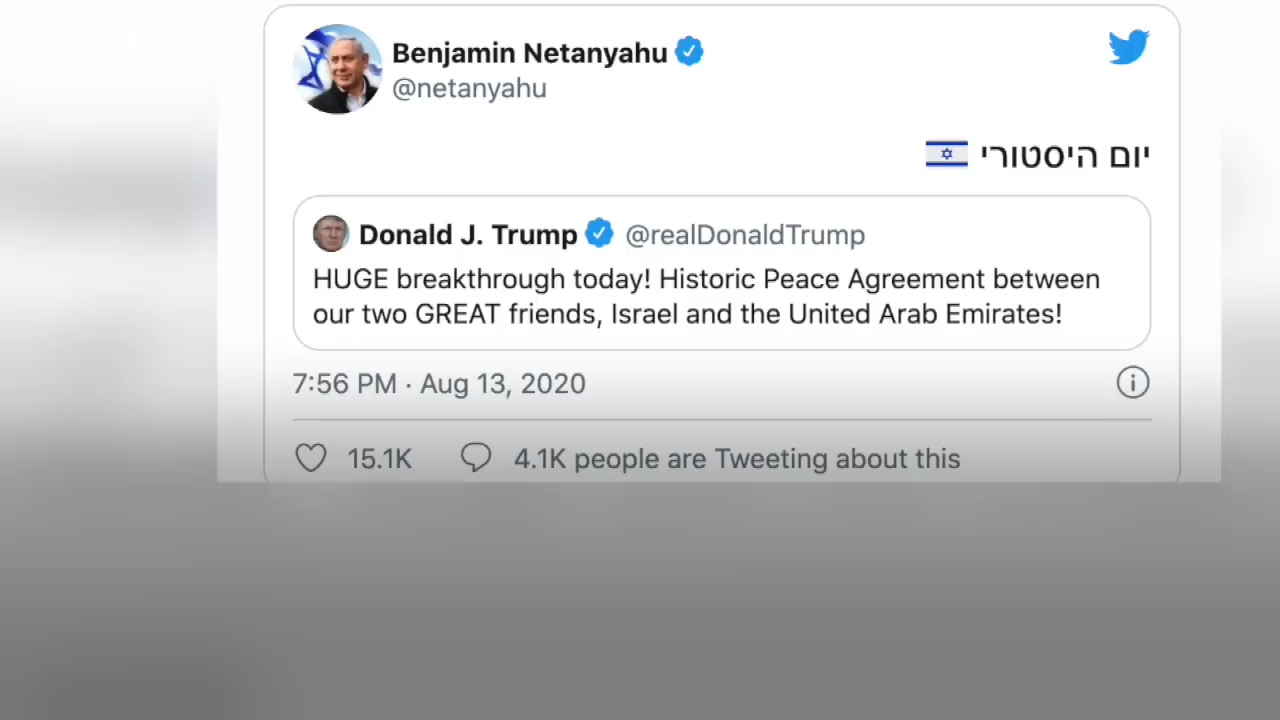 Benjamin Netanyahu
@netanyahu
יום היסטורי
Donald J. Trump @realDonaldTrump
HUGE breakthrough today! Historic Peace Agreement between
our two GREAT friends, Israel and the United Arab Emirates!
7:56 PM · Aug 13, 2020
15.1K 4.1K people are Tweeting about this